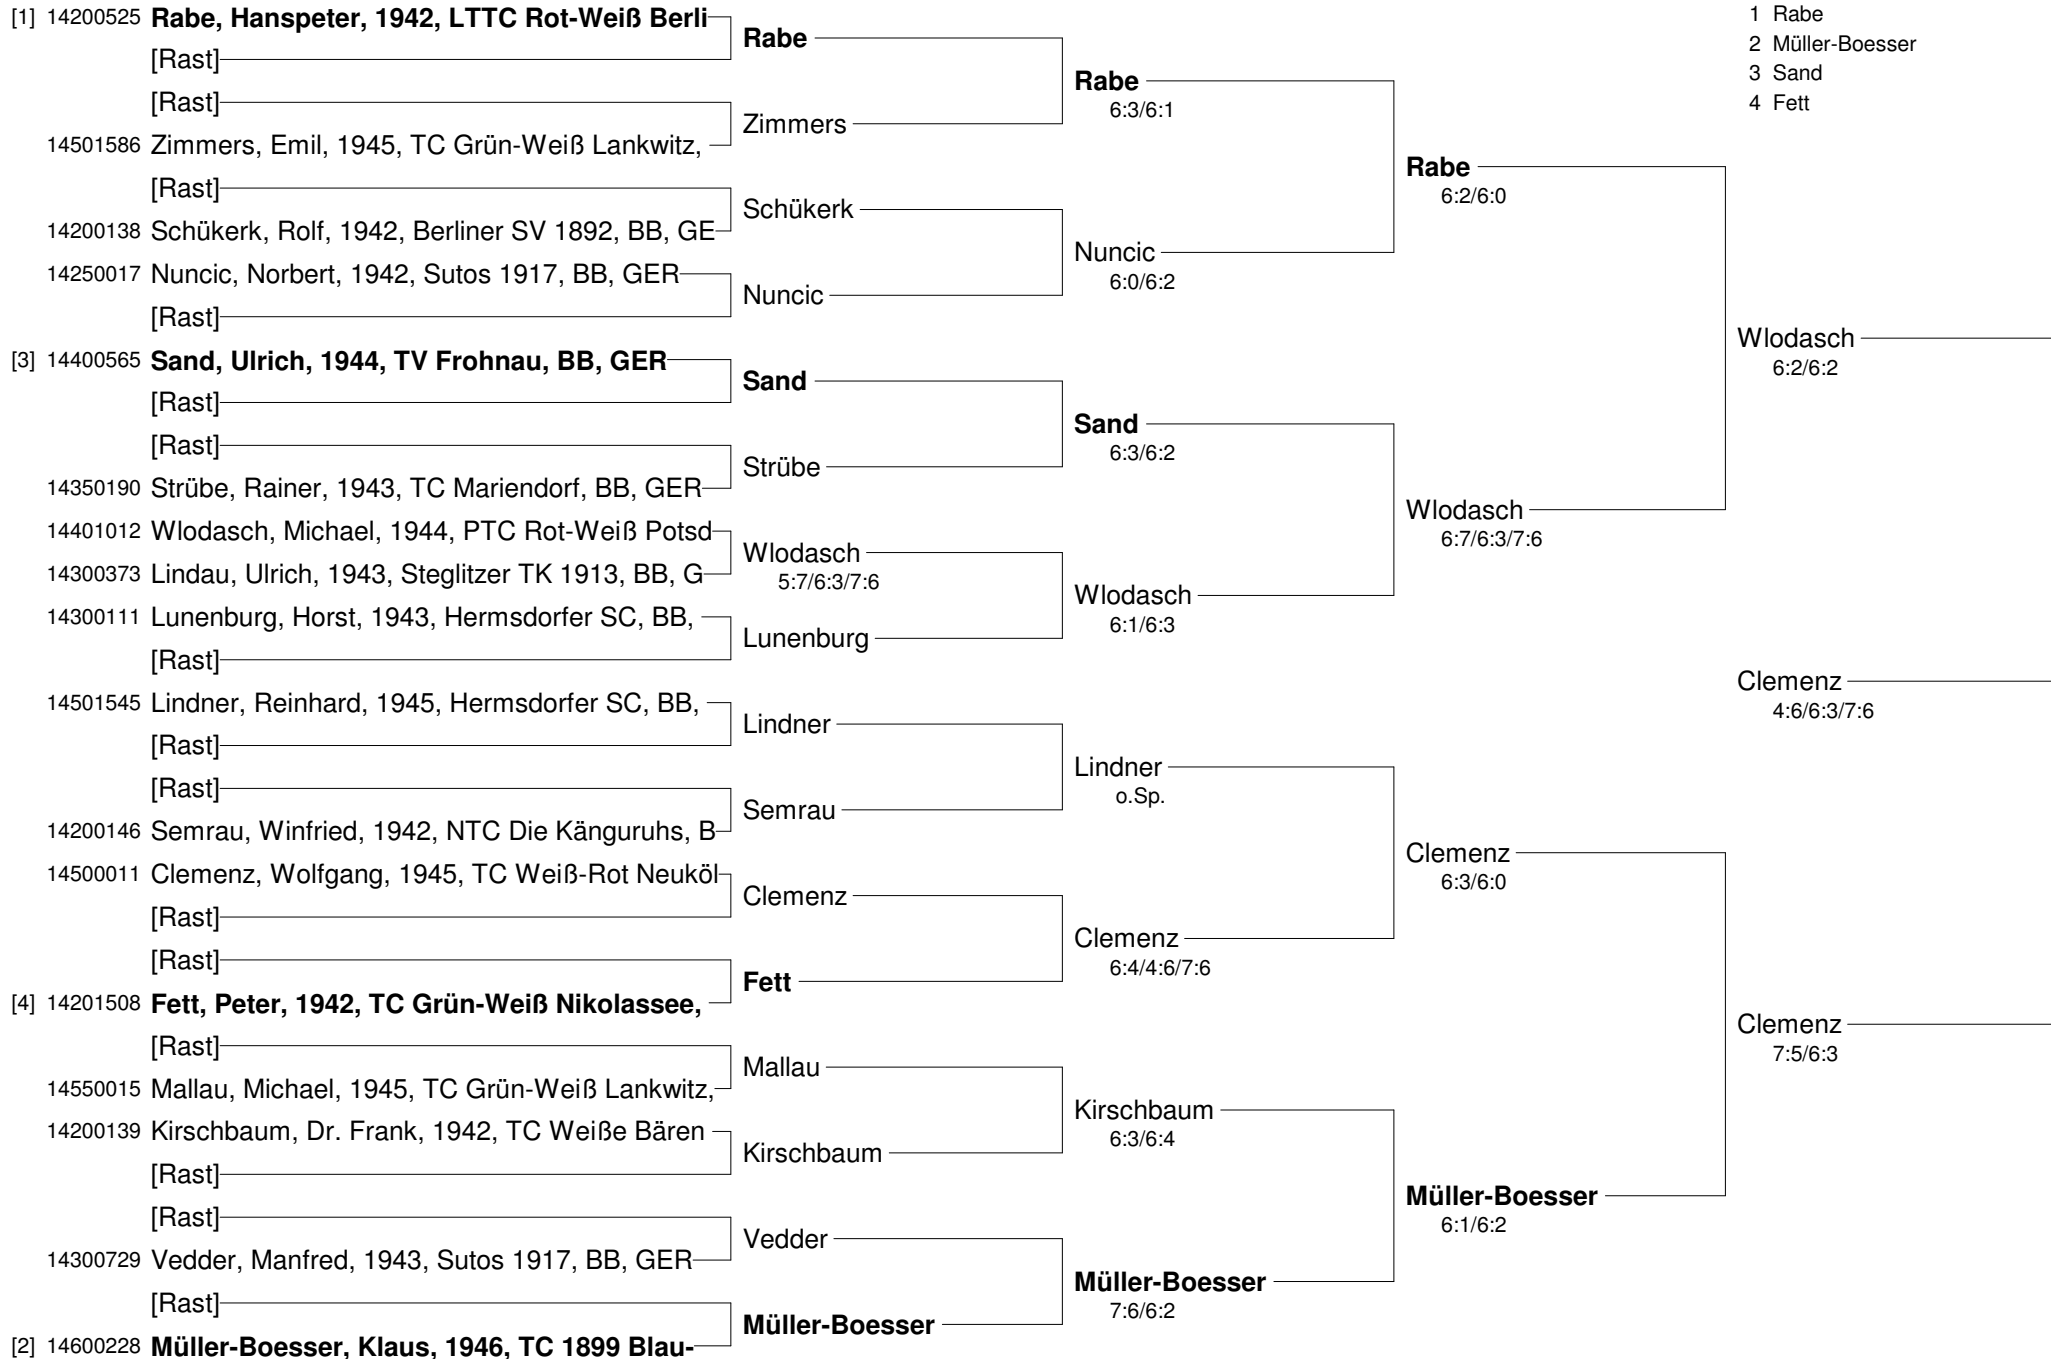 [1] 14200525 Rabe, Hanspeter, 1942, LTTC Rot-Weiß Berli
[Rast]
[Rast]
14501586 Zimmers, Emil, 1945, TC Grün-Weiß Lankwitz,
[Rast]
14200138 Schükerk, Rolf, 1942, Berliner SV 1892, BB, GE
14250017 Nuncic, Norbert, 1942, Sutos 1917, BB, GER
[Rast]
[3] 14400565 Sand, Ulrich, 1944, TV Frohnau, BB, GER
[Rast]
[Rast]
14350190 Strübe, Rainer, 1943, TC Mariendorf, BB, GER
14401012 Wlodasch, Michael, 1944, PTC Rot-Weiß Potsd
14300373 Lindau, Ulrich, 1943, Steglitzer TK 1913, BB, G
14300111 Lunenburg, Horst, 1943, Hermsdorfer SC, BB,
[Rast]
14501545 Lindner, Reinhard, 1945, Hermsdorfer SC, BB,
[Rast]
[Rast]
14200146 Semrau, Winfried, 1942, NTC Die Känguruhs, B
14500011 Clemenz, Wolfgang, 1945, TC Weiß-Rot Neuköl
[Rast]
[Rast]
[4] 14201508 Fett, Peter, 1942, TC Grün-Weiß Nikolassee,
[Rast]
14550015 Mallau, Michael, 1945, TC Grün-Weiß Lankwitz,
14200139 Kirschbaum, Dr. Frank, 1942, TC Weiße Bären
[Rast]
[Rast]
14300729 Vedder, Manfred, 1943, Sutos 1917, BB, GER
[Rast]
[2] 14600228 Müller-Boesser, Klaus, 1946, TC 1899 Blau-
Rabe
Zimmers
Schükerk
Nuncic
Sand
Strübe
Wlodasch
5:7/6:3/7:6
Lunenburg
Lindner
Semrau
Clemenz
Fett
Mallau
Kirschbaum
Vedder
Müller-Boesser
Rabe
6:3/6:1
Nuncic
6:0/6:2
Sand
6:3/6:2
Wlodasch
6:1/6:3
Lindner
o.Sp.
Clemenz
6:4/4:6/7:6
Kirschbaum
6:3/6:4
Müller-Boesser
7:6/6:2
Rabe
6:2/6:0
Wlodasch
6:7/6:3/7:6
Clemenz
6:3/6:0
Müller-Boesser
6:1/6:2
1 Rabe
2 Müller-Boesser
3 Sand
4 Fett
Wlodasch
6:2/6:2
Clemenz
4:6/6:3/7:6
Clemenz
7:5/6:3